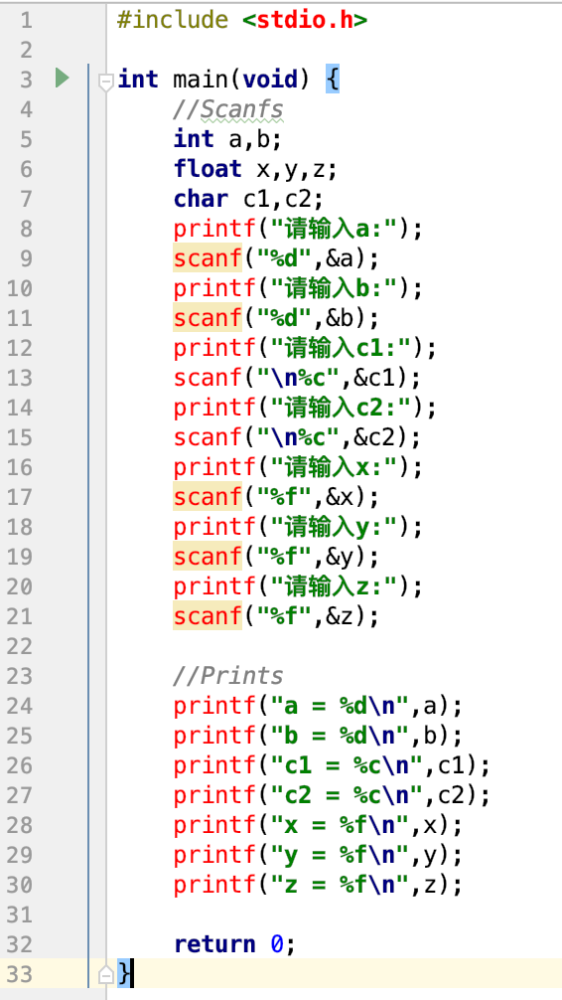 1 #include <stdio.h>
2
3 int main(void) {
4 //Scanfs
5 int a,b;
6 float x,y,z;
7 char c1,c2;
8 printf("请输入a:");
9 scanf("%d",&a);
10 printf("请输入b:");
11 scanf("%d",&b);
12 printf("请输入c1:");
13 scanf("\n%c",&c1);
14 printf("请输入c2:");
15 scanf("\n%c",&c2);
16 printf("请输入x:");
17 scanf("%f",&x);
18 printf("请输入y:");
19 scanf("%f",&y);
20 printf("请输入z:");
21 scanf("%f",&z);
22
23 //Prints
24 printf("a = %d\n",a);
25 printf("b = %d\n",b);
26 printf("c1 = %c\n",c1);
27 printf("c2 = %c\n",c2);
28 printf("x = %f\n",x);
29 printf("y = %f\n",y);
30 printf("z = %f\n",z);
31
32 return 0;
33 }